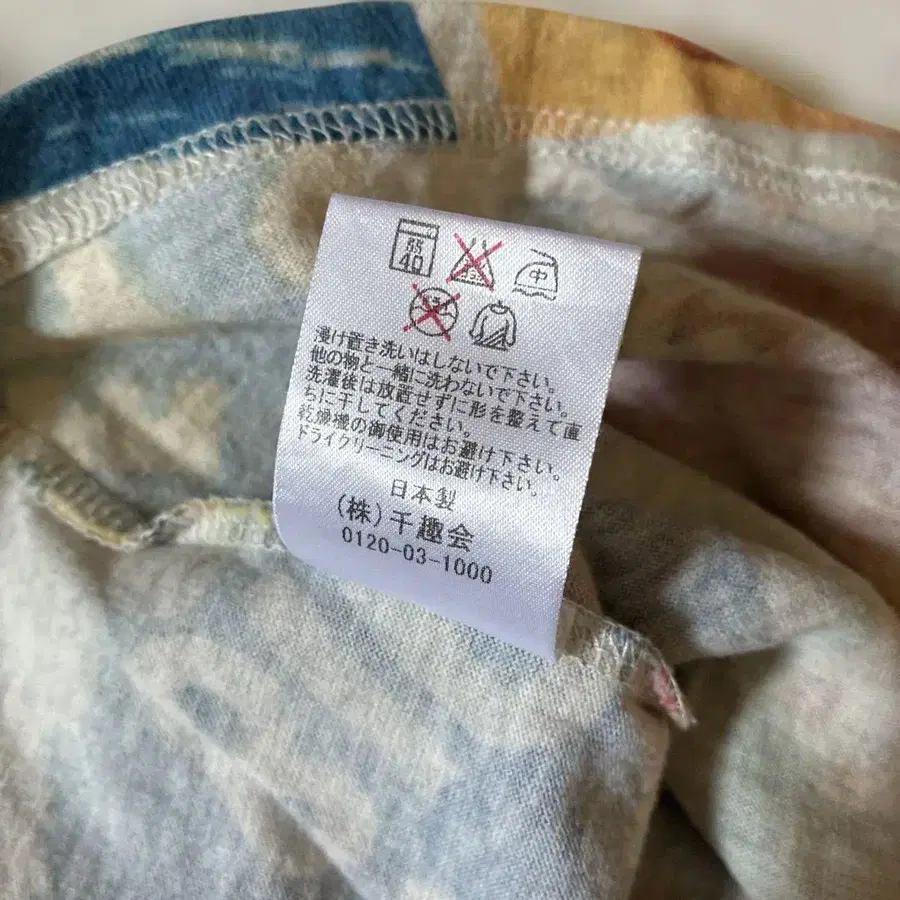 40
中
浸け置き洗いはしないで下さい。
他の物と一緒に洗わないで下さい。
洗濯後は放置せずに形を整えて直
ちに干してください。
乾燥機の御使用はお避け下さい。
ドライクリーニングはお避け下さい。
日本製
(株)千趣会
0120-03-1000